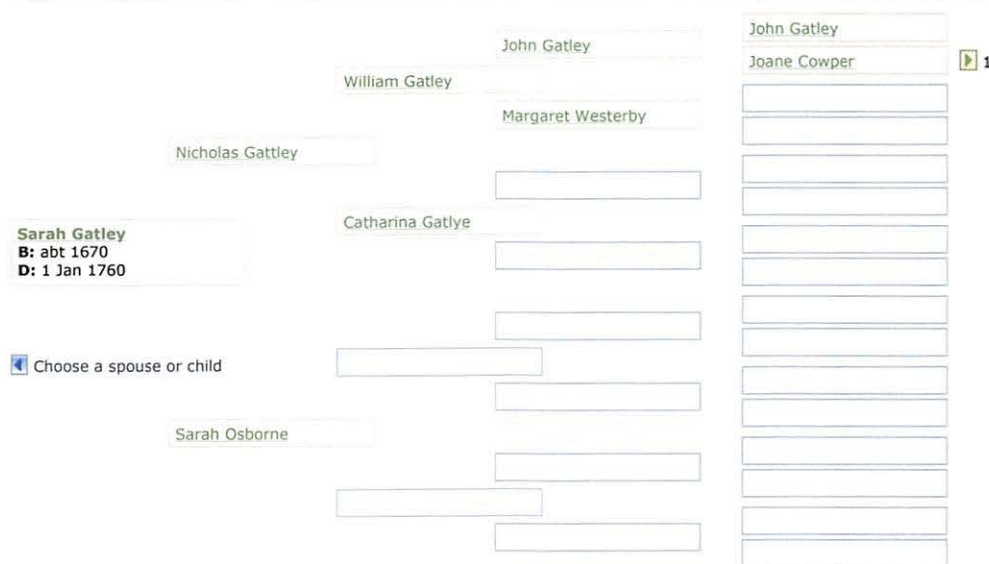 John Gatley
John Gatley
Joane Cowper
1
William Gatley
Margaret Westerby
Nicholas Gattley
Catharina Gatlye
Sarah Gatley
B: abt 1670
D: 1 Jan 1760
Choose a spouse or child
Sarah Osborne